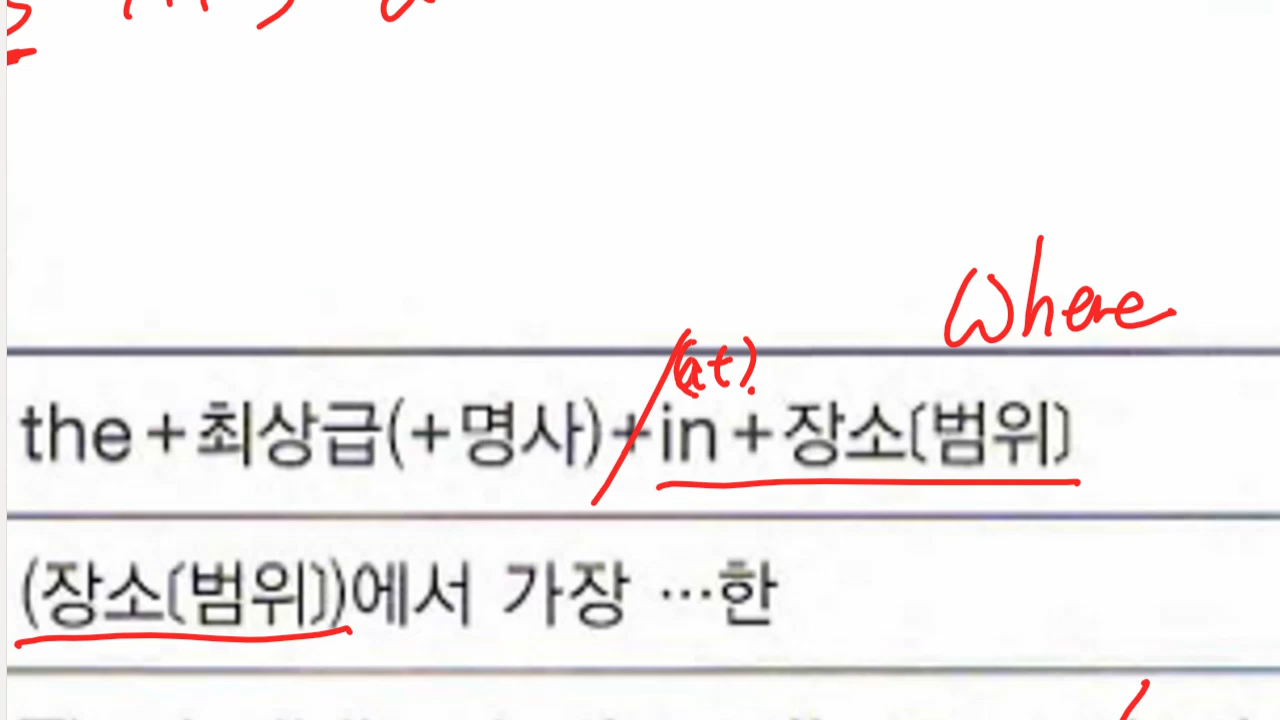 Where
(at)
the+최상급(+명사)+in+장소(범위)
(장소(범위))에서 가장 …한